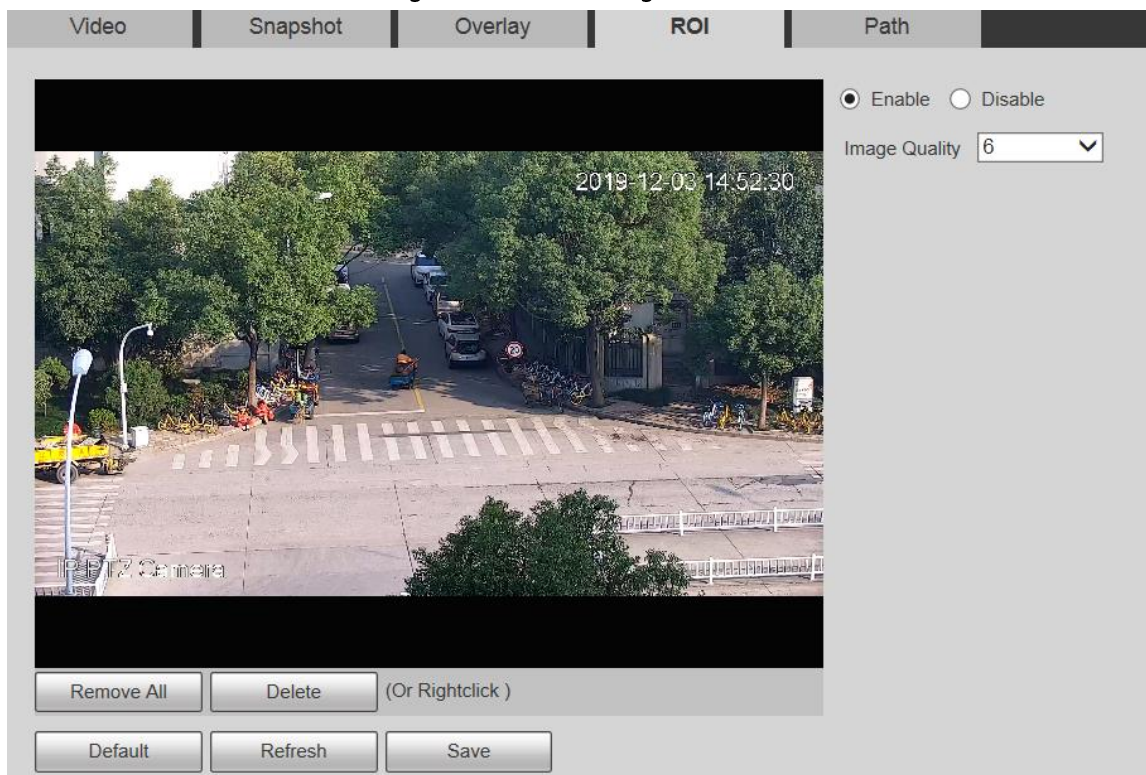 Video Snapshot Overlay ROI Path
Enable Disable
Image Quality 6
2019-12-03 14:52:30
20
IP PTZ Camera
Remove All Delete (Or Rightclick )
Default Refresh Save